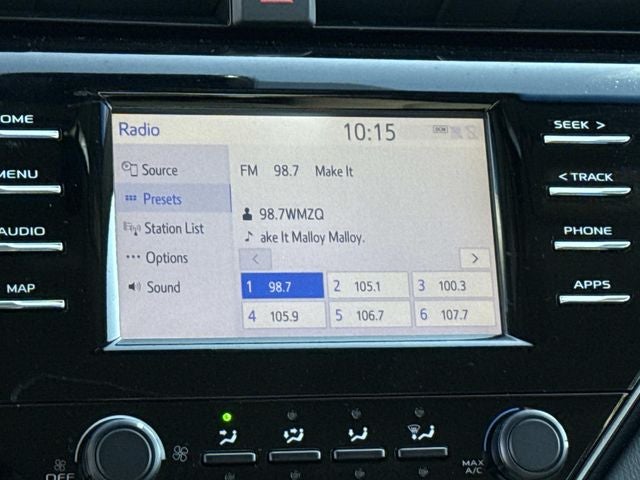 Radio 10:15 DCM
Source
Presets
Station List
Options
Sound
FM 98.7 Make It
98.7WMZQ
ake It Malloy Malloy.
< >
1 98.7 2 105.1 3 100.3
4 105.9 5 106.7 6 107.7
OME
MENU
AUDIO
MAP
SEEK >
< TRACK
PHONE
APPS
OFF
MAX
A/C